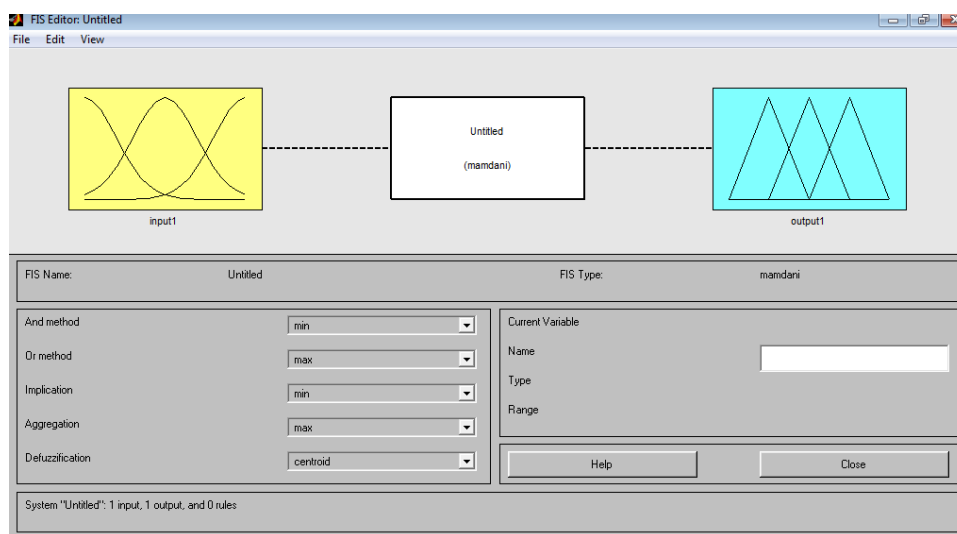 FIS Editor: Untitled
File Edit View
Untitled
(mamdani)
input1
output1
FIS Name: Untitled FIS Type: mamdani
And method min
Or method max
Implication min
Aggregation max
Defuzzification centroid
Current Variable
Name
Type
Range
Help Close
System "Untitled": 1 input, 1 output, and 0 rules